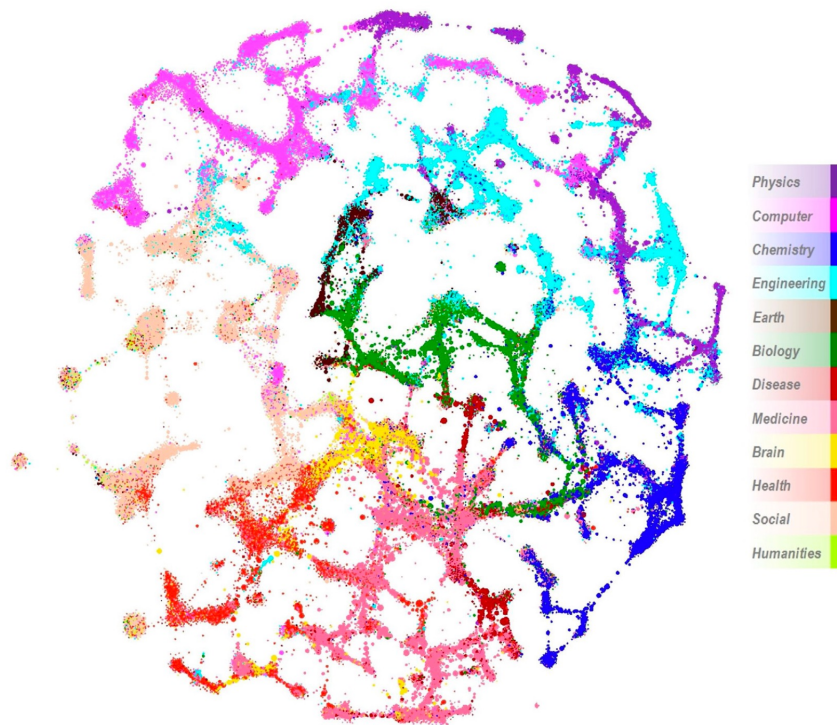 Physics
Computer
Chemistry
Engineering
Earth
Biology
Disease
Medicine
Brain
Health
Social
Humanities